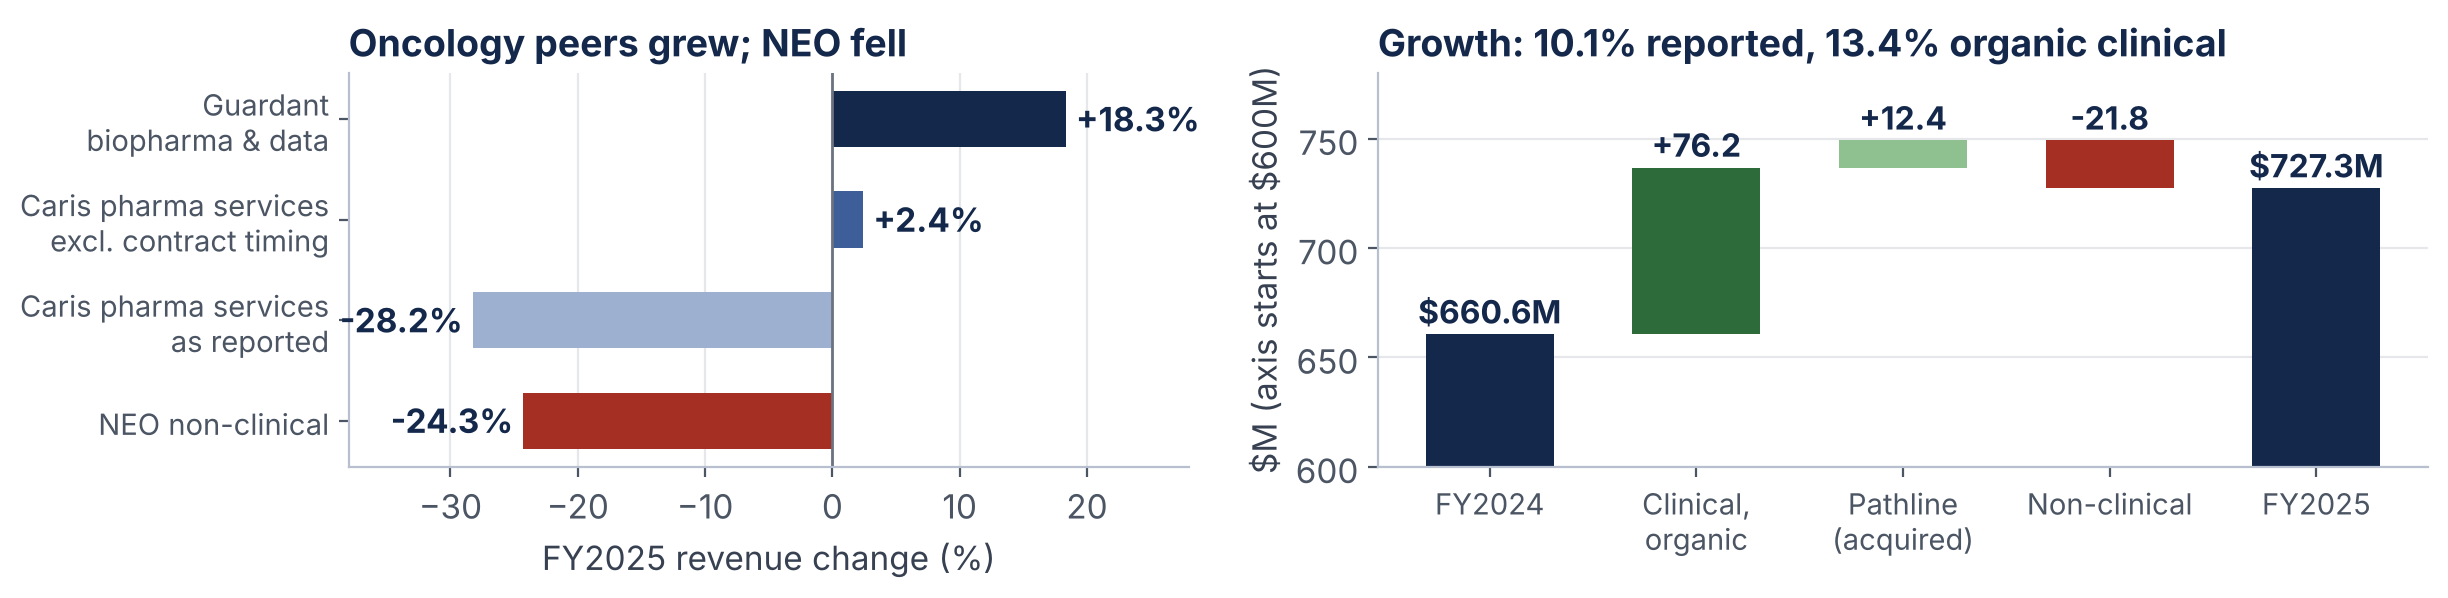 Oncology peers grew; NEO fell
Guardant
biopharma & data
+18.3%
Caris pharma services
excl. contract timing
+2.4%
Caris pharma services
as reported
-28.2%
NEO non-clinical
-24.3%
−30
−20
−10
0
10
20
FY2025 revenue change (%)
Growth: 10.1% reported, 13.4% organic clinical
$M (axis starts at $600M)
750
700
650
600
$660.6M
+76.2
+12.4
-21.8
$727.3M
FY2024
Clinical,
organic
Pathline
(acquired)
Non-clinical
FY2025